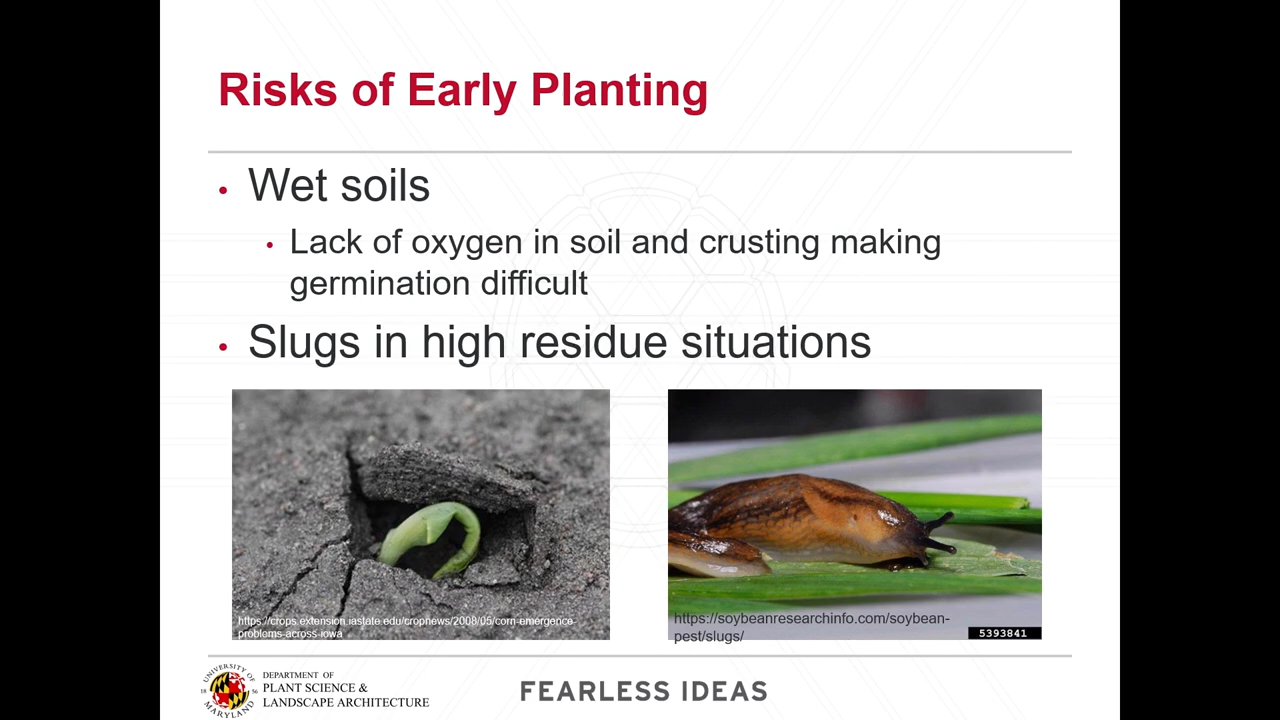 Risks of Early Planting
• Wet soils
• Lack of oxygen in soil and crusting making
germination difficult
• Slugs in high residue situations
https://crops.extension.iastate.edu/cropnews/2008/05/corn-emergence-
problems-across-iowa
https://soybeanresearchinfo.com/soybean-
pest/slugs/
5393841
UNIVERSITY OF
18 56
MARYLAND
DEPARTMENT OF
PLANT SCIENCE &
LANDSCAPE ARCHITECTURE
FEARLESS IDEAS